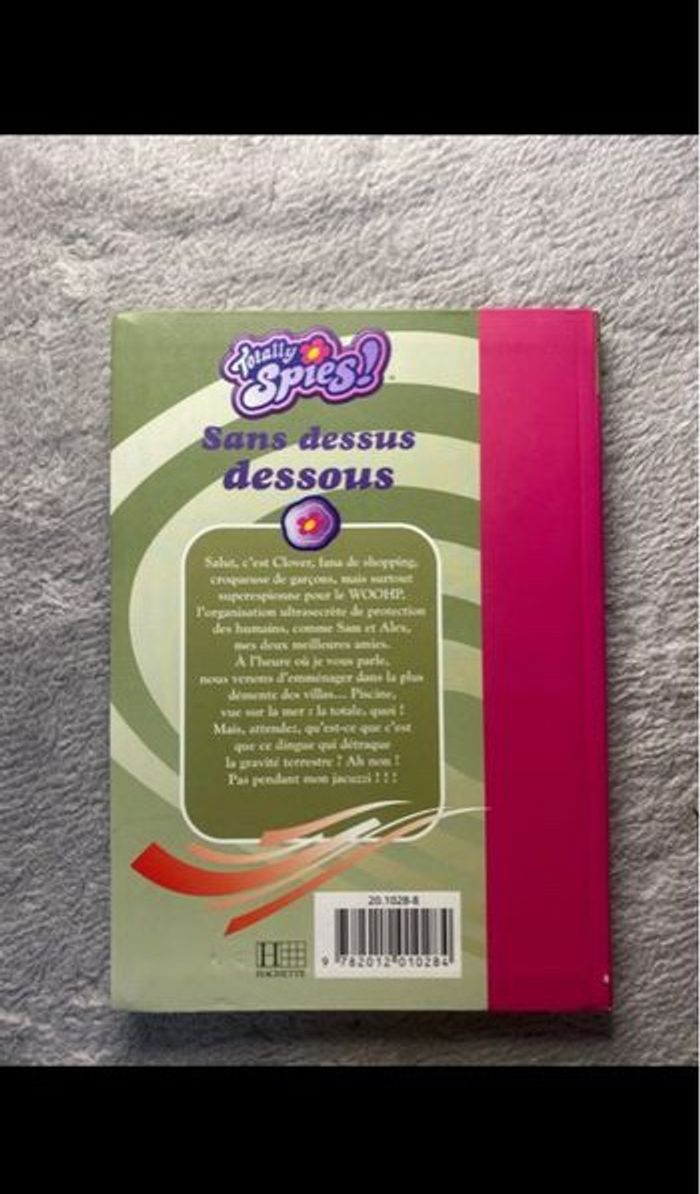 Totally
Spies!
Sans dessus
dessous
Salut, c'est Clover, fana de shopping,
croqueuse de garçons, mais surtout
superespionne pour le WOOHP,
l'organisation ultrasecrète de protection
des humains, comme Sam et Alex,
mes deux meilleures amies.
À l'heure où je vous parle,
nous venons d'emménager dans la plus
démente des villas... Piscine,
vue sur la mer : la totale, quoi !
Mais, attendez, qu'est-ce que c'est
que ce dingue qui détraque
la gravité terrestre ? Ah non !
Pas pendant mon jacuzzi ! ! !
20.1028-8
9 782012 010284
H
HACHETTE